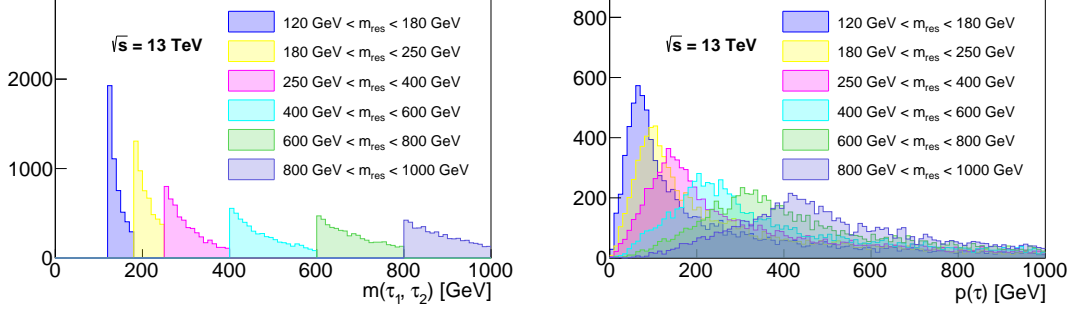 2000
1000
0
√s = 13 TeV
120 GeV < m_res < 180 GeV
180 GeV < m_res < 250 GeV
250 GeV < m_res < 400 GeV
400 GeV < m_res < 600 GeV
600 GeV < m_res < 800 GeV
800 GeV < m_res < 1000 GeV
0 200 400 600 800 1000
m(τ₁, τ₂) [GeV]
800
600
400
200
0
√s = 13 TeV
120 GeV < m_res < 180 GeV
180 GeV < m_res < 250 GeV
250 GeV < m_res < 400 GeV
400 GeV < m_res < 600 GeV
600 GeV < m_res < 800 GeV
800 GeV < m_res < 1000 GeV
0 200 400 600 800 1000
p(τ) [GeV]